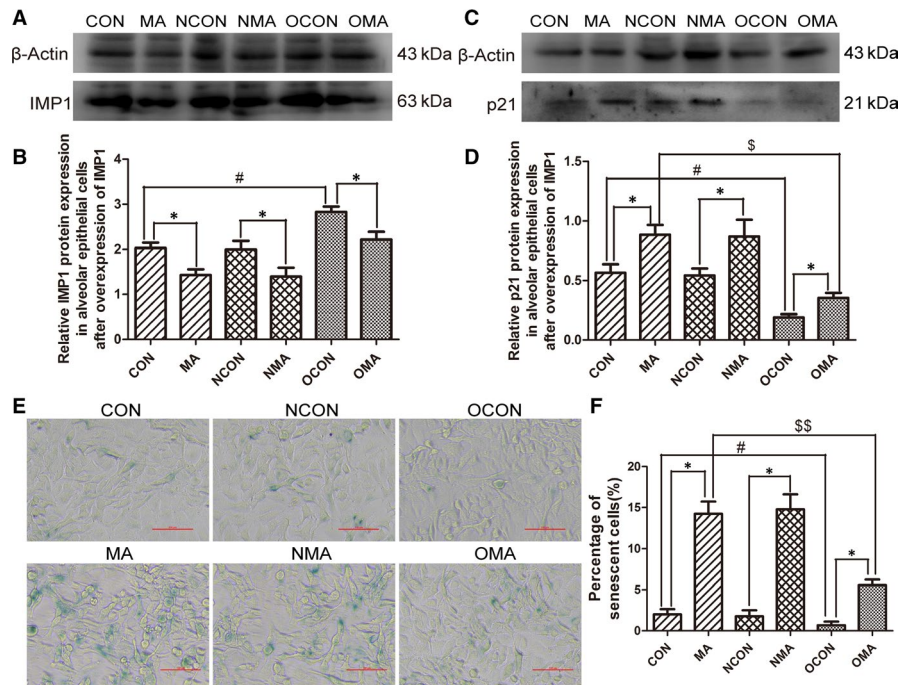 A
CON MA NCON NMA OCON OMA
β-Actin
43 kDa
IMP1
63 kDa
C
CON MA NCON NMA OCON OMA
β-Actin
43 kDa
p21
21 kDa
B
Relative IMP1 protein expression
in alveolar epithelial cells
after overexpression of IMP1
4
3
2
1
0
*
#
*
*
CON MA NCON NMA OCON OMA
D
Relative p21 protein expression
in alveolar epithelial cells
after overexpression of IMP1
1.5
1.0
0.5
0.0
$
#
*
*
*
CON MA NCON NMA OCON OMA
E
CON NCON OCON
MA NMA OMA
F
Percentage of
senescent cells(%)
20
15
10
5
0
$$
#
*
*
*
CON MA NCON NMA OCON OMA